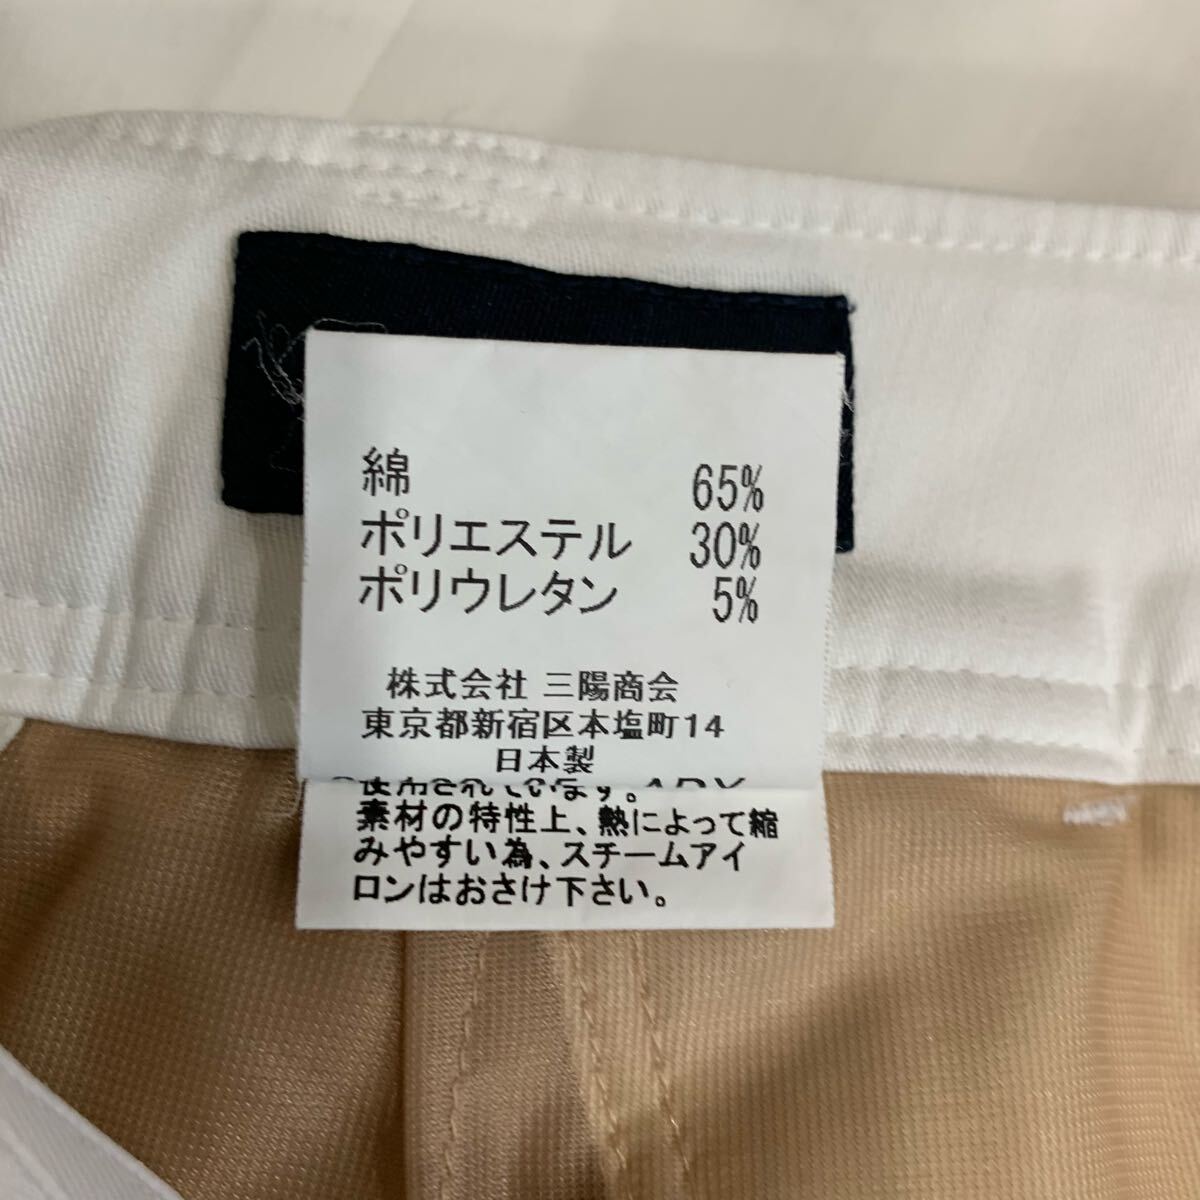 綿 65%
ポリエステル 30%
ポリウレタン 5%
株式会社 三陽商会
東京都新宿区本塩町14
日本製
素材の特性上、熱によって縮
みやすい為、スチームアイ
ロンはおさけ下さい。